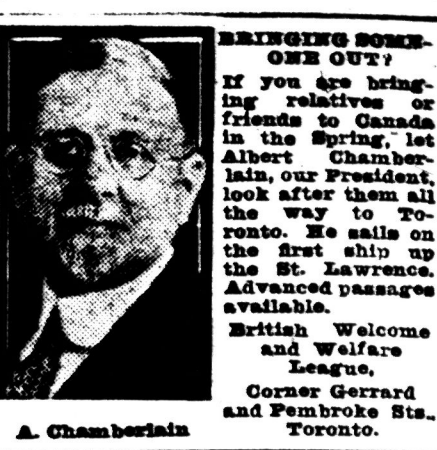 BRINGING SOME-
ONE OUT?
If you are bring-
ing relatives or
friends to Canada
in the Spring, let
Albert Chamber-
lain, our President,
look after them all
the way to To-
ronto. He sails on
the first ship up
the St. Lawrence.
Advanced passages
available.
British Welcome
and Welfare
League,
Corner Gerrard
and Pembroke Sts.,
Toronto.
A. Chamberlain